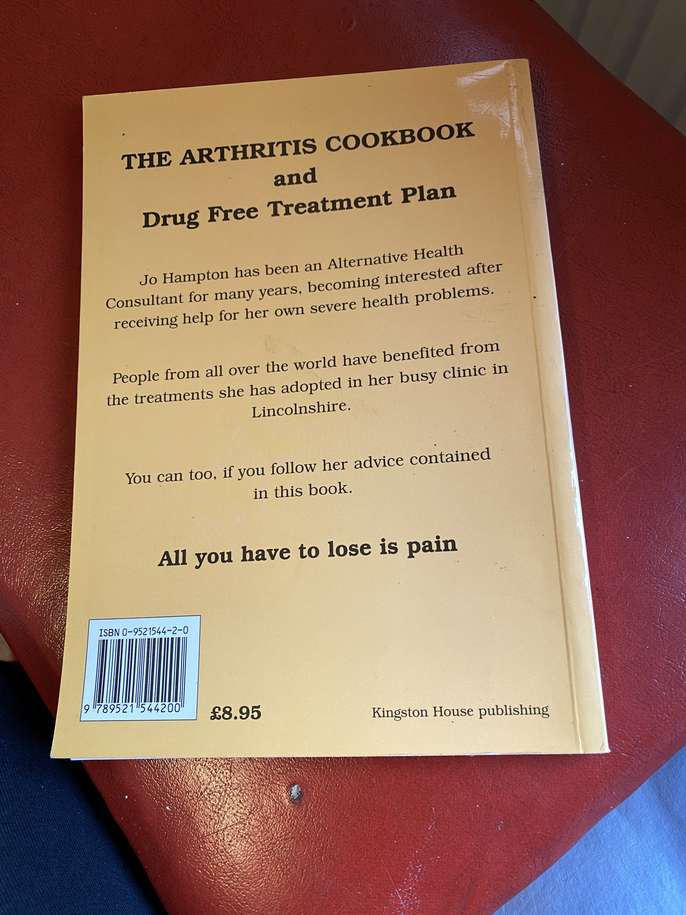 THE ARTHRITIS COOKBOOK
and
Drug Free Treatment Plan
Jo Hampton has been an Alternative Health
Consultant for many years, becoming interested after
receiving help for her own severe health problems.
People from all over the world have benefited from
the treatments she has adopted in her busy clinic in
Lincolnshire.
You can too, if you follow her advice contained
in this book.
All you have to lose is pain
ISBN 0-9521544-2-0
9 789521 544200
£8.95
Kingston House publishing